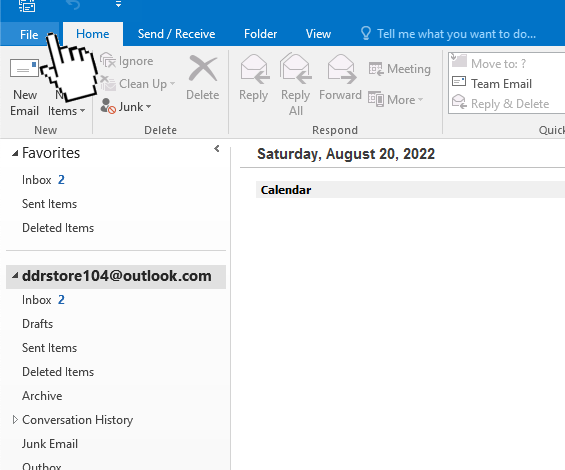 File Home Send / Receive Folder View Tell me what you want to do...
Ignore
Clean Up
Junk
New
Email
Items
Delete
Reply
Reply
All
Forward
Meeting
More
Move to: ?
Team Email
Reply & Delete
New Delete Respond Quick
Favorites
Saturday, August 20, 2022
Inbox 2
Calendar
Sent Items
Deleted Items
ddrstore104@outlook.com
Inbox 2
Drafts
Sent Items
Deleted Items
Archive
Conversation History
Junk Email
Outbox